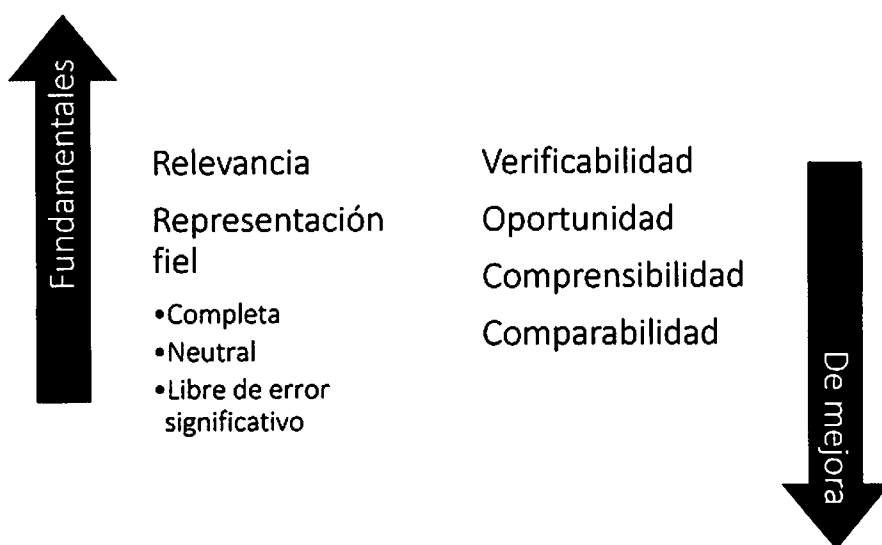 Fundamentales
Relevancia
Representación
fiel
•Completa
•Neutral
•Libre de error
significativo
Verificabilidad
Oportunidad
Comprensibilidad
Comparabilidad
De mejora